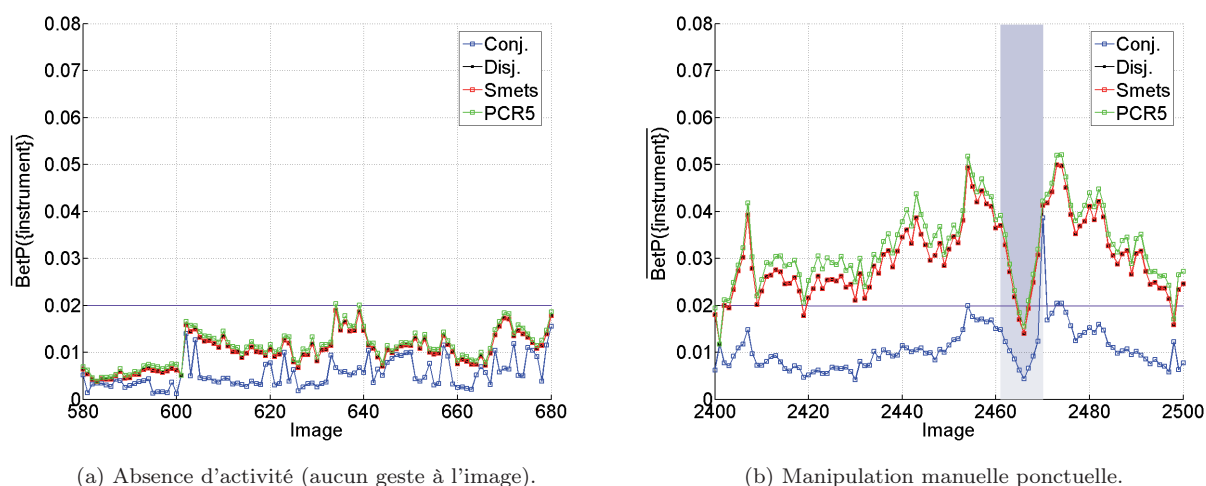 0.08
0.07
0.06
0.05
0.04
0.03
0.02
0.01
0
580
600
620
640
660
680
Image
BetP({instrument})
Conj.
Disj.
Smets
PCR5
(a) Absence d'activité (aucun geste à l'image).
0.08
0.07
0.06
0.05
0.04
0.03
0.02
0.01
0
2400
2420
2440
2460
2480
2500
Image
BetP({instrument})
Conj.
Disj.
Smets
PCR5
(b) Manipulation manuelle ponctuelle.